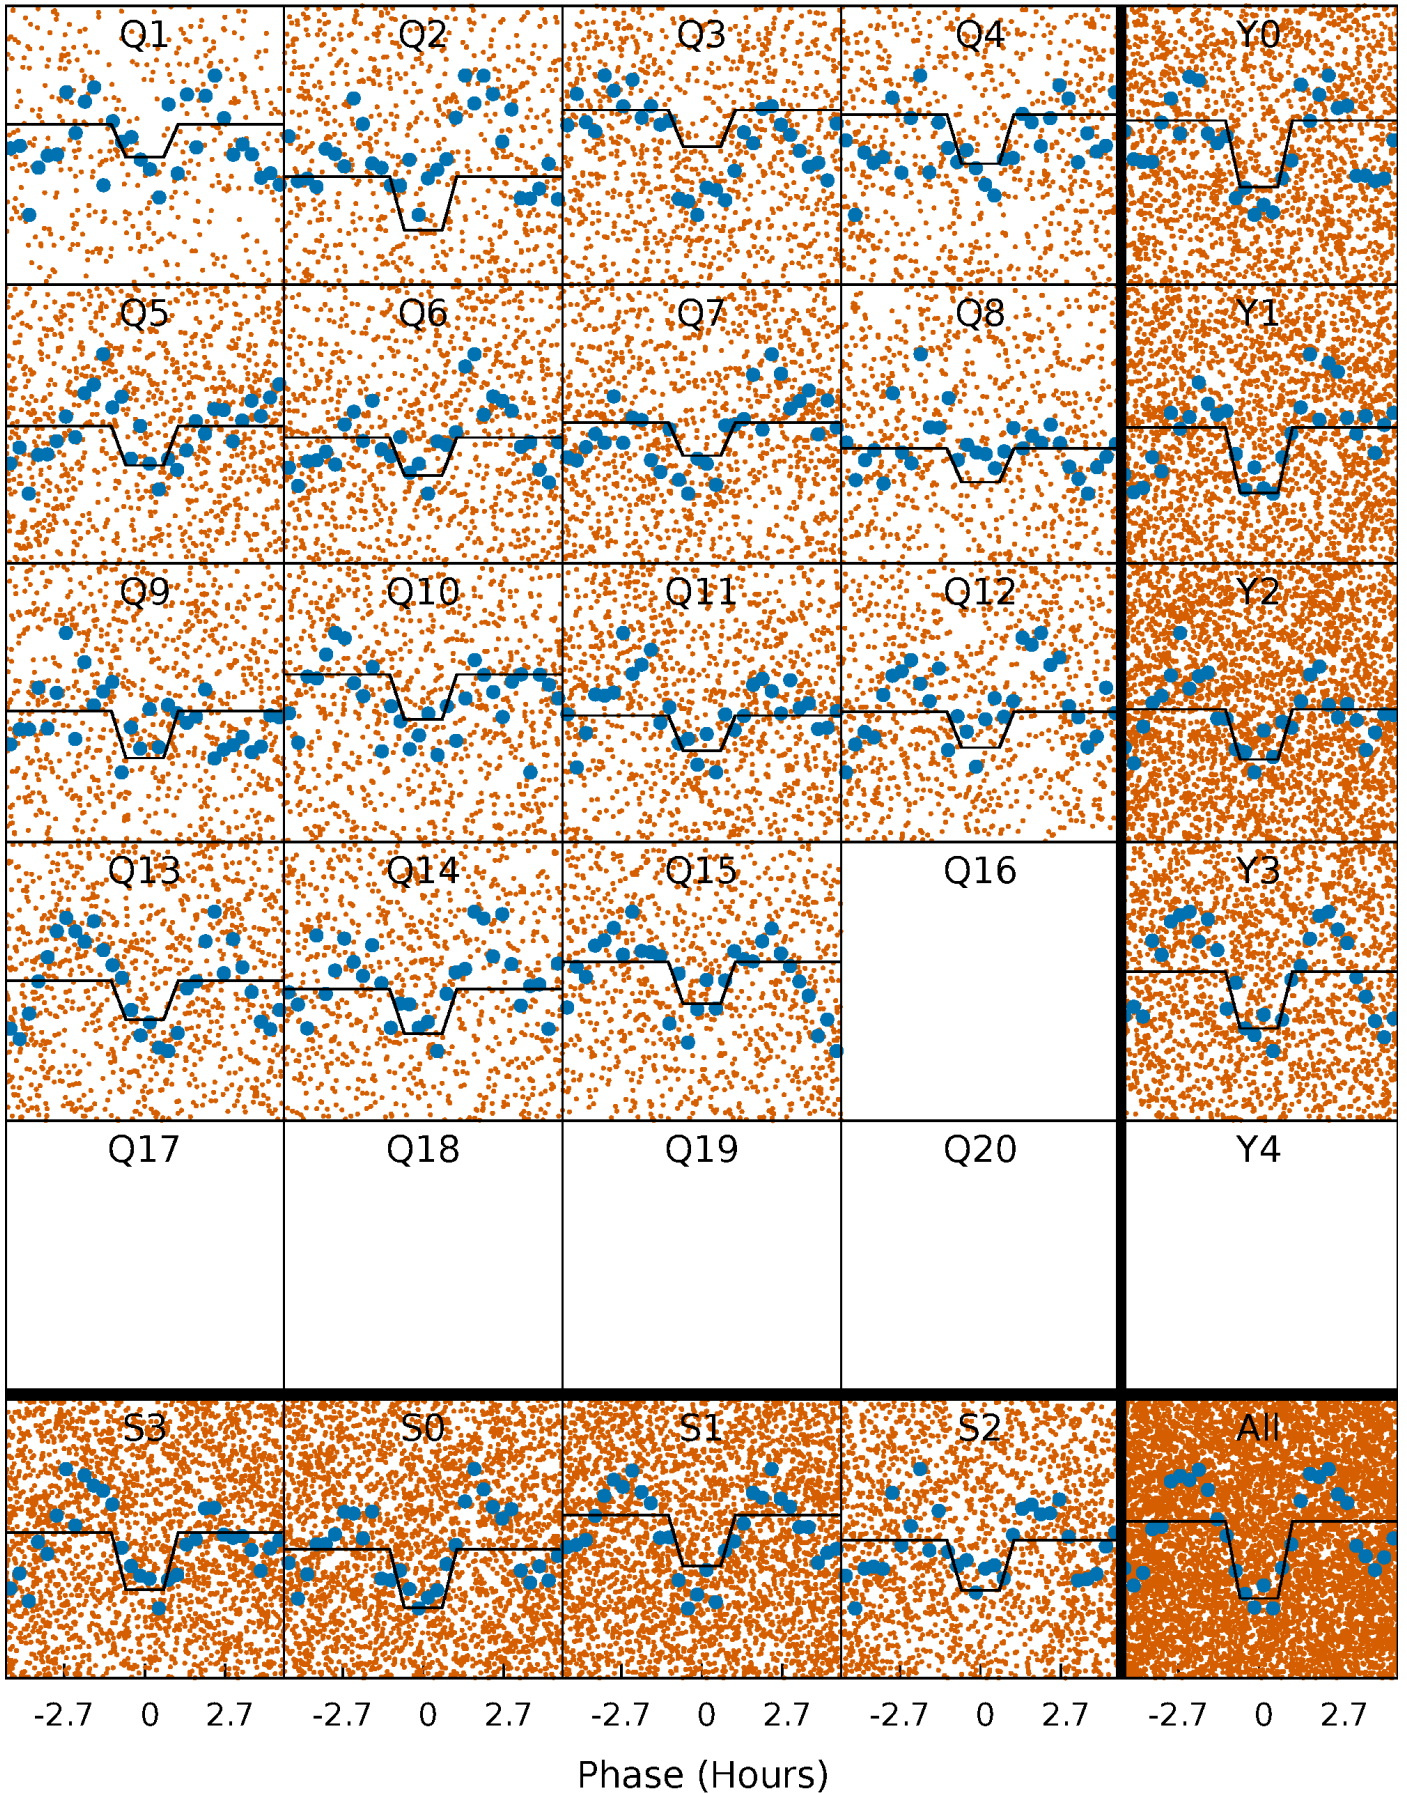 Q1 Q2 Q3 Q4 Y0
Q5 Q6 Q7 Q8 Y1
Q9 Q10 Q11 Q12 Y2
Q13 Q14 Q15 Q16 Y3
Q17 Q18 Q19 Q20 Y4
S3 S0 S1 S2 All
-2.7 0 2.7 -2.7 0 2.7 -2.7 0 2.7 -2.7 0 2.7 -2.7 0 2.7
Phase (Hours)